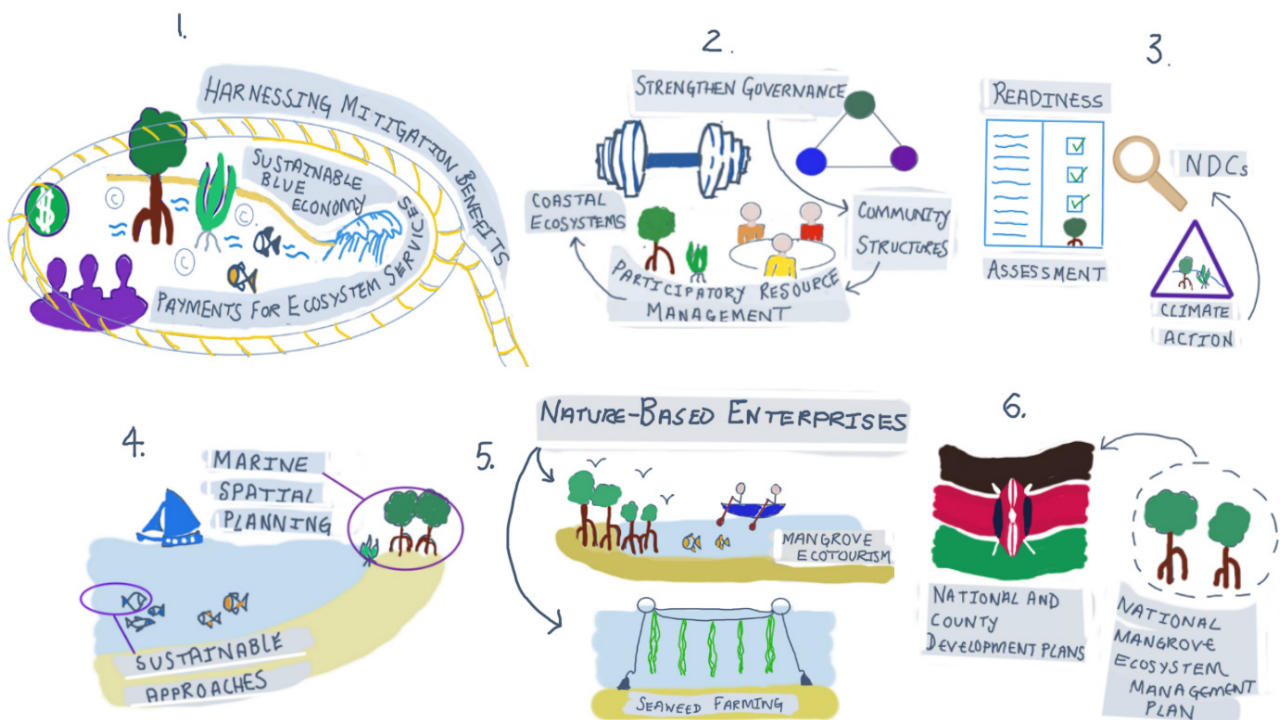 1.
HARNESSING MITIGATION BENEFITS
SUSTAINABLE
BLUE
ECONOMY
$
C
C
C
PAYMENTS FOR ECOSYSTEM SERVICES
2.
STRENGTHEN GOVERNANCE
COASTAL
ECOSYSTEMS
COMMUNITY
STRUCTURES
PARTICIPATORY RESOURCE
MANAGEMENT
3.
READINESS
ASSESSMENT
NDCs
CLIMATE
ACTION
4.
MARINE
SPATIAL
PLANNING
SUSTAINABLE
APPROACHES
5.
NATURE-BASED ENTERPRISES
MANGROVE
ECOTOURISM
SEAWEED FARMING
6.
NATIONAL AND
COUNTY
DEVELOPMENT PLANS
NATIONAL
MANGROVE
ECOSYSTEM
MANAGEMENT
PLAN